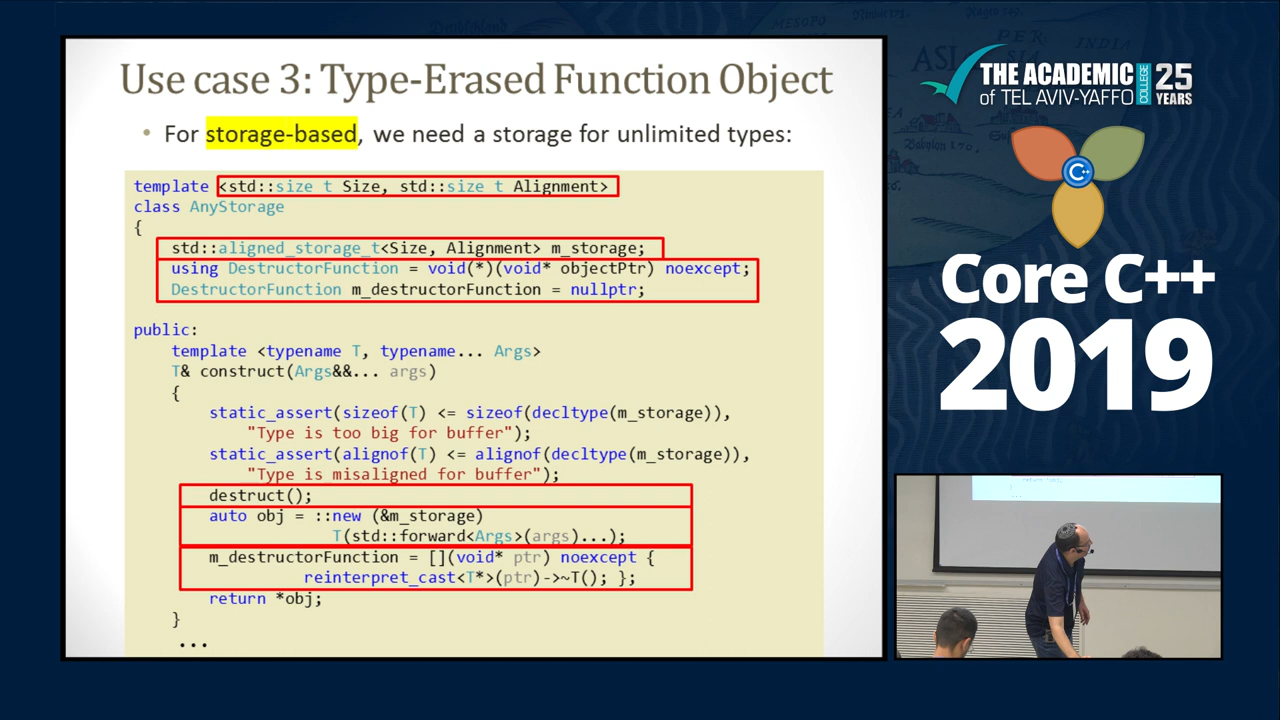 Use case 3: Type-Erased Function Object
• For storage-based, we need a storage for unlimited types:
template <std::size_t Size, std::size_t Alignment>
class AnyStorage
{
std::aligned_storage_t<Size, Alignment> m_storage;
using DestructorFunction = void(*)(void* objectPtr) noexcept;
DestructorFunction m_destructorFunction = nullptr;
public:
template <typename T, typename... Args>
T& construct(Args&&... args)
{
static_assert(sizeof(T) <= sizeof(decltype(m_storage)),
"Type is too big for buffer");
static_assert(alignof(T) <= alignof(decltype(m_storage)),
"Type is misaligned for buffer");
destruct();
auto obj = ::new (&m_storage)
T(std::forward<Args>(args)...);
m_destructorFunction = [](void* ptr) noexcept {
reinterpret_cast<T*>(ptr)->~T(); };
return *obj;
}
...
THE ACADEMIC
of TEL AVIV-YAFFO
COLLEGE
25
YEARS
C++
Core C++
2019